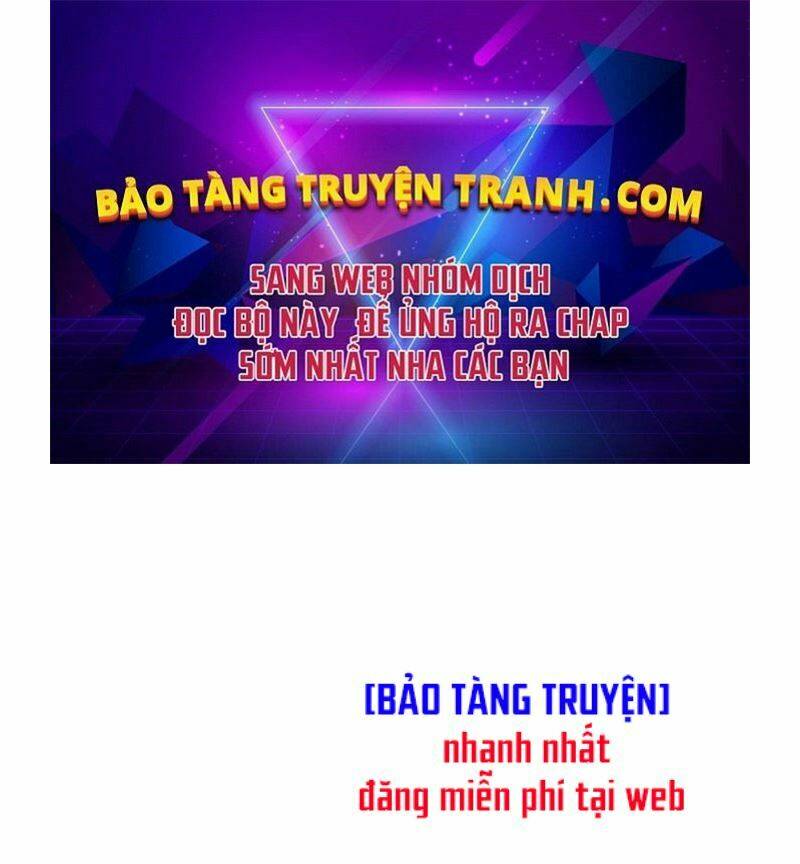 BẢO TÀNG TRUYỆN TRANH.COM
SANG WEB NHÓM DỊCH
ĐỌC BỘ NÀY ĐỂ ỦNG HỘ RA CHAP
SỚM NHẤT NHA CÁC BẠN
[BẢO TÀNG TRUYỆN]
nhanh nhất
đăng miễn phí tại web